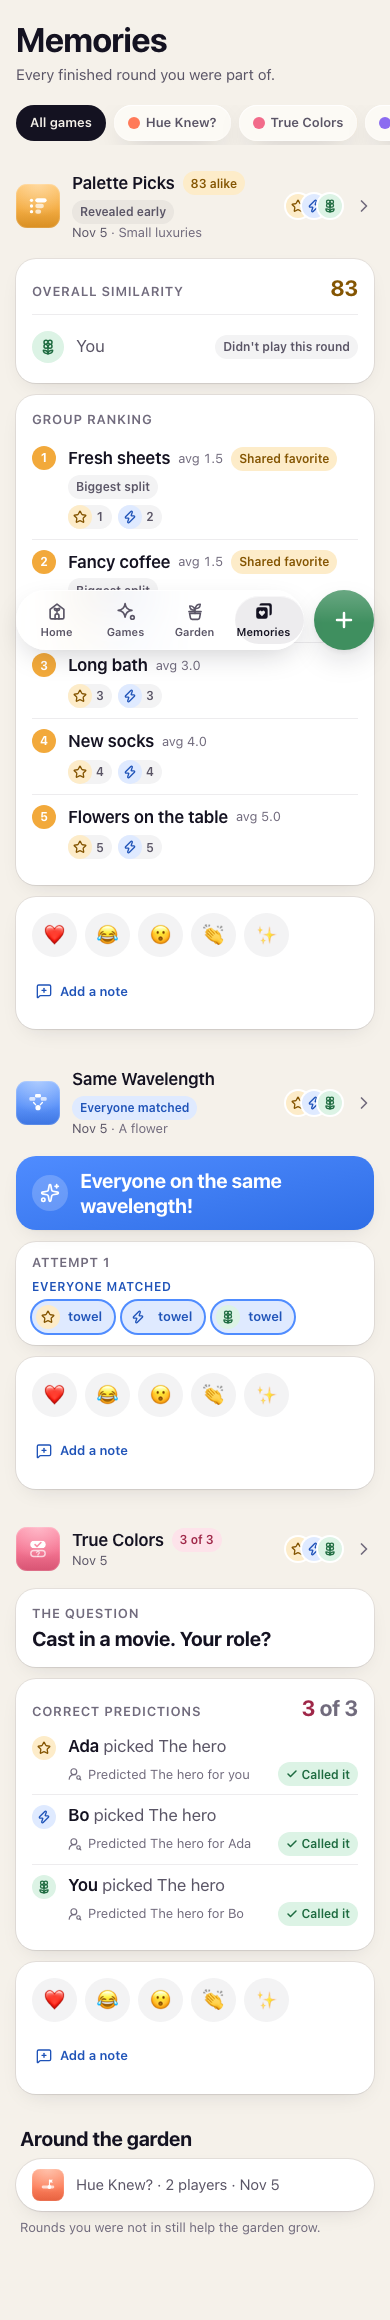 Memories
Every finished round you were part of.
All games
Hue Knew?
True Colors
Palette Picks 83 alike
Revealed early
Nov 5 · Small luxuries
OVERALL SIMILARITY 83
You Didn't play this round
GROUP RANKING
1 Fresh sheets avg 1.5 Shared favorite
Biggest split
1 2
2 Fancy coffee avg 1.5 Shared favorite
Biggest split
Home Games Garden Memories
3 Long bath avg 3.0
3 3
4 New socks avg 4.0
4 4
5 Flowers on the table avg 5.0
5 5
Add a note
Same Wavelength
Everyone matched
Nov 5 · A flower
Everyone on the same
wavelength!
ATTEMPT 1
EVERYONE MATCHED
towel towel towel
Add a note
True Colors 3 of 3
Nov 5
THE QUESTION
Cast in a movie. Your role?
CORRECT PREDICTIONS 3 of 3
Ada picked The hero
Predicted The hero for you Called it
Bo picked The hero
Predicted The hero for Ada Called it
You picked The hero
Predicted The hero for Bo Called it
Add a note
Around the garden
Hue Knew? · 2 players · Nov 5
Rounds you were not in still help the garden grow.